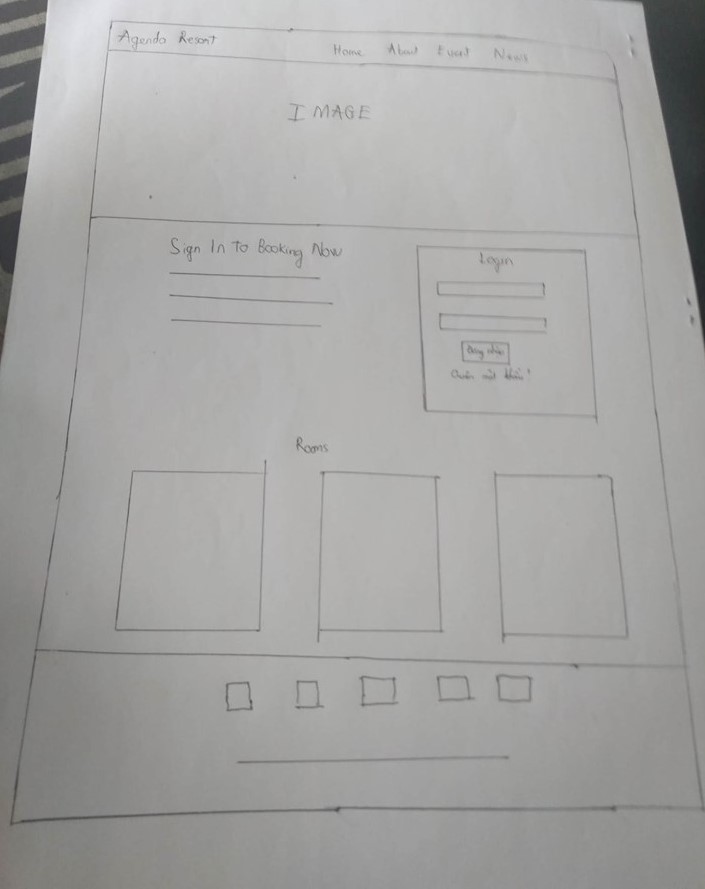 Agenda Resort
Home About Event News
IMAGE
Sign In To Booking Now
Login
Đăng nhập
Quên mật khẩu?
Rooms